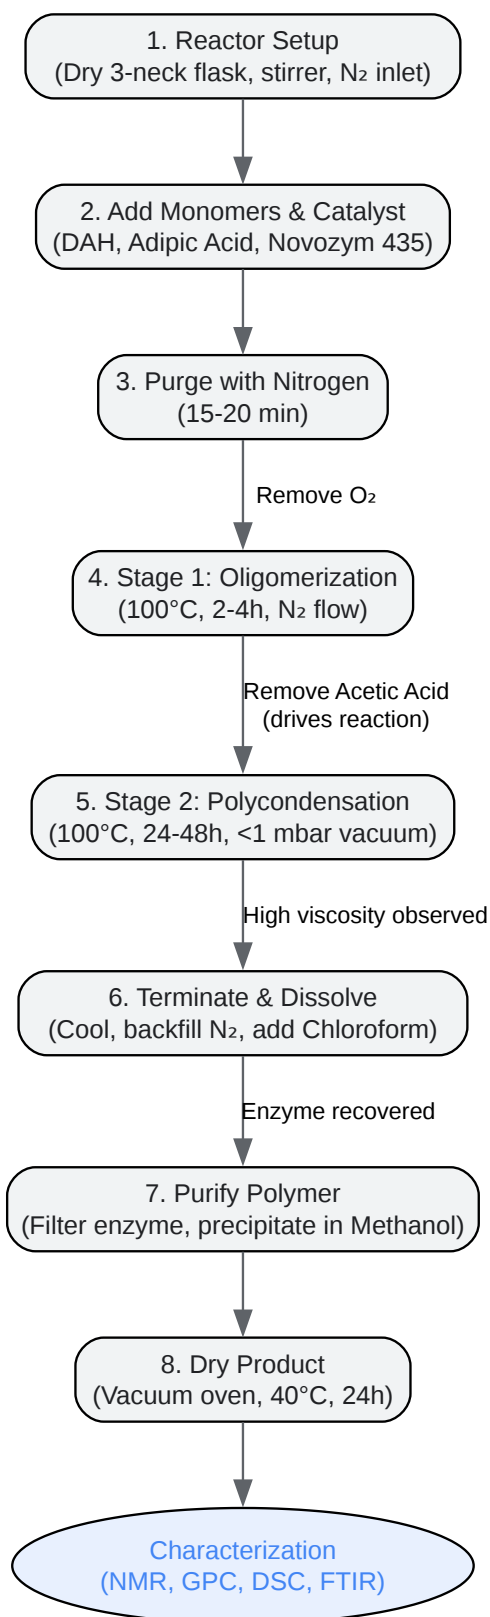 1. Reactor Setup
(Dry 3-neck flask, stirrer, N₂ inlet)
2. Add Monomers & Catalyst
(DAH, Adipic Acid, Novozym 435)
3. Purge with Nitrogen
(15-20 min)
Remove O₂
4. Stage 1: Oligomerization
(100°C, 2-4h, N₂ flow)
Remove Acetic Acid
(drives reaction)
5. Stage 2: Polycondensation
(100°C, 24-48h, <1 mbar vacuum)
High viscosity observed
6. Terminate & Dissolve
(Cool, backfill N₂, add Chloroform)
Enzyme recovered
7. Purify Polymer
(Filter enzyme, precipitate in Methanol)
8. Dry Product
(Vacuum oven, 40°C, 24h)
Characterization
(NMR, GPC, DSC, FTIR)